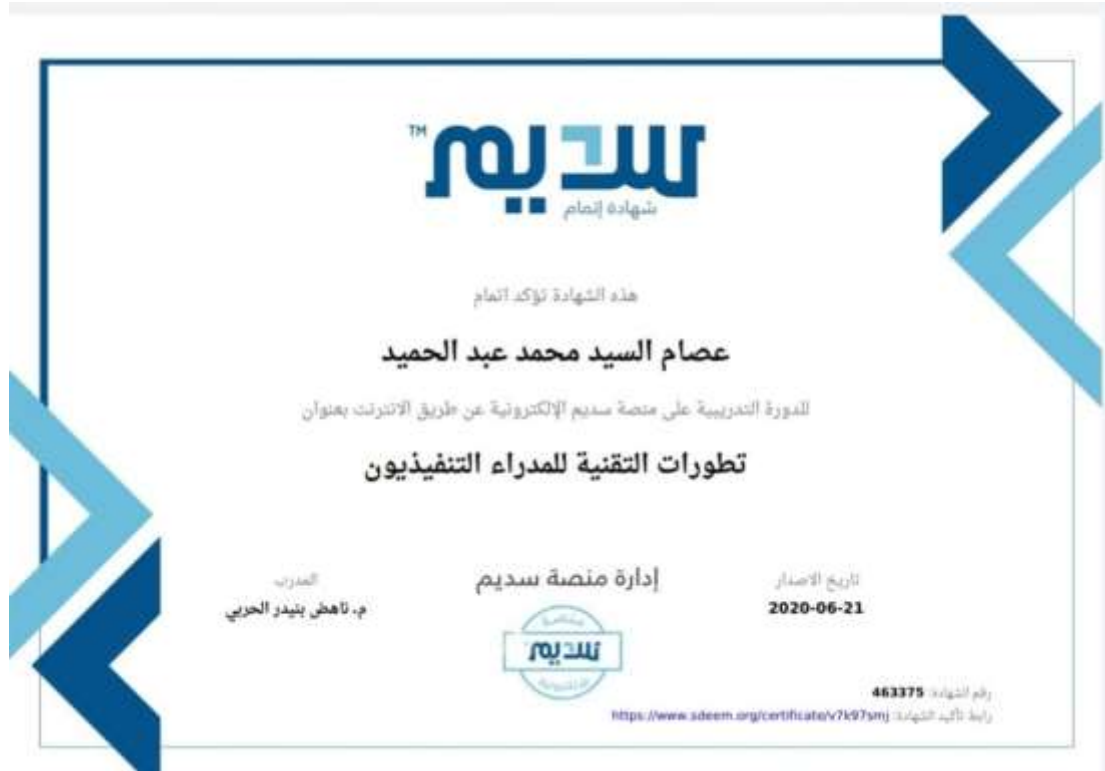 سديم™
شهادة إتمام
هذه الشهادة تؤكد اتمام
عصام السيد محمد عبد الحميد
للدورة التدريبية على منصة سديم الإلكترونية عن طريق الانترنت بعنوان
تطورات التقنية للمدراء التنفيذيون
تاريخ الاصدار
2020-06-21
إدارة منصة سديم
منصة
سديم
الإلكترونية
المدرب
م. ناهض بنيدر الحربي
رقم الشهادة: 463375
رابط تأكيد الشهادة: https://www.sdeem.org/certificate/v7k97smj